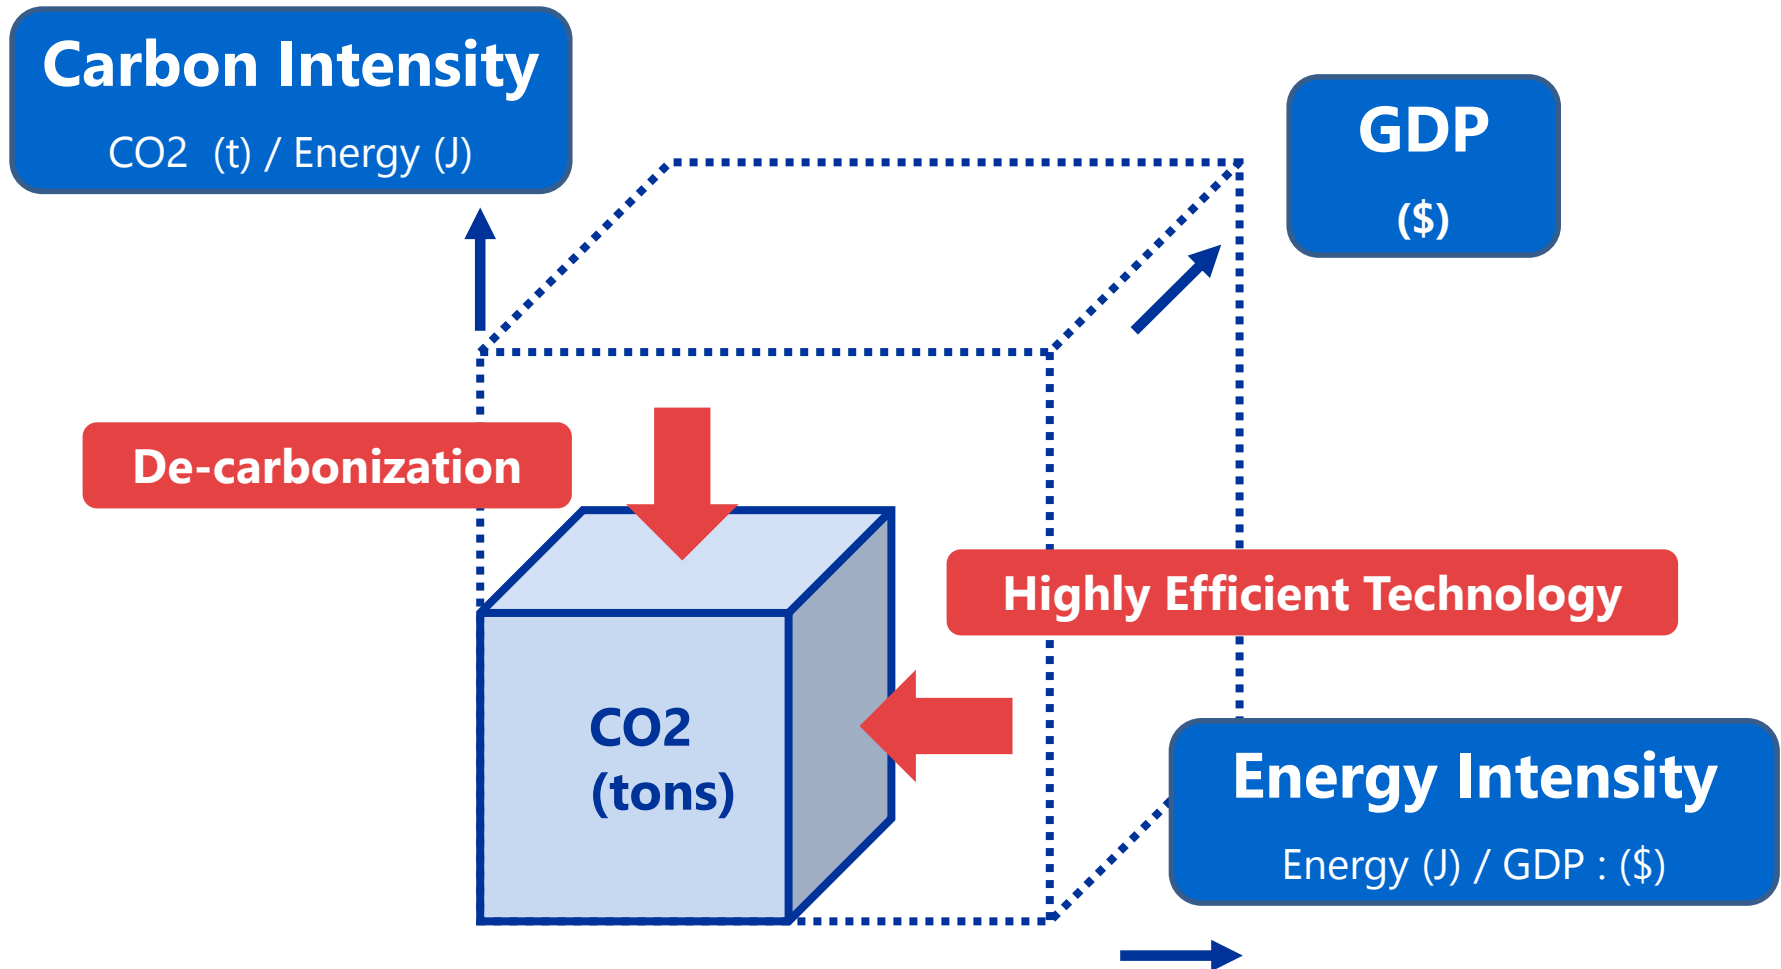 Carbon Intensity
CO2 (t) / Energy (J)
GDP
($)
De-carbonization
Highly Efficient Technology
CO2
(tons)
Energy Intensity
Energy (J) / GDP : ($)